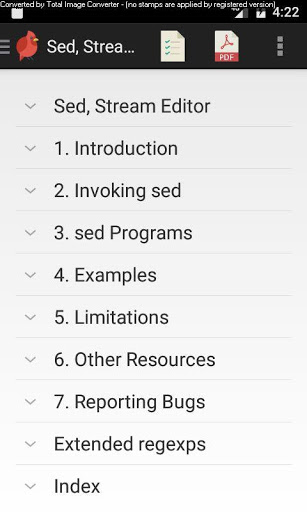 Converted by Total Image Converter - (no stamps are applied by registered version)
4:22
Sed, Strea...
PDF
Sed, Stream Editor
1. Introduction
2. Invoking sed
3. sed Programs
4. Examples
5. Limitations
6. Other Resources
7. Reporting Bugs
Extended regexps
Index